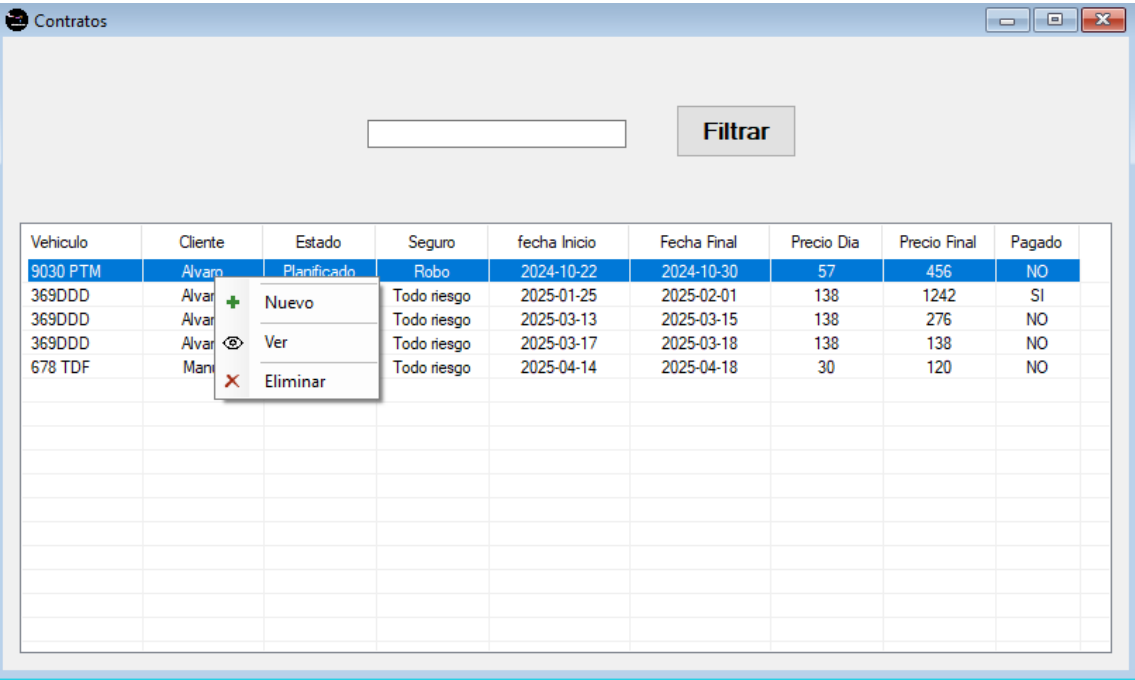 Contratos
Filtrar
Vehiculo Cliente Estado Seguro fecha Inicio Fecha Final Precio Dia Precio Final Pagado
9030 PTM Alvaro Planificado Robo 2024-10-22 2024-10-30 57 456 NO
369DDD Todo riesgo 2025-01-25 2025-02-01 138 1242 SI
Nuevo
369DDD Todo riesgo 2025-03-13 2025-03-15 138 276 NO
369DDD Todo riesgo 2025-03-17 2025-03-18 138 138 NO
Ver
678 TDF Todo riesgo 2025-04-14 2025-04-18 30 120 NO
Eliminar